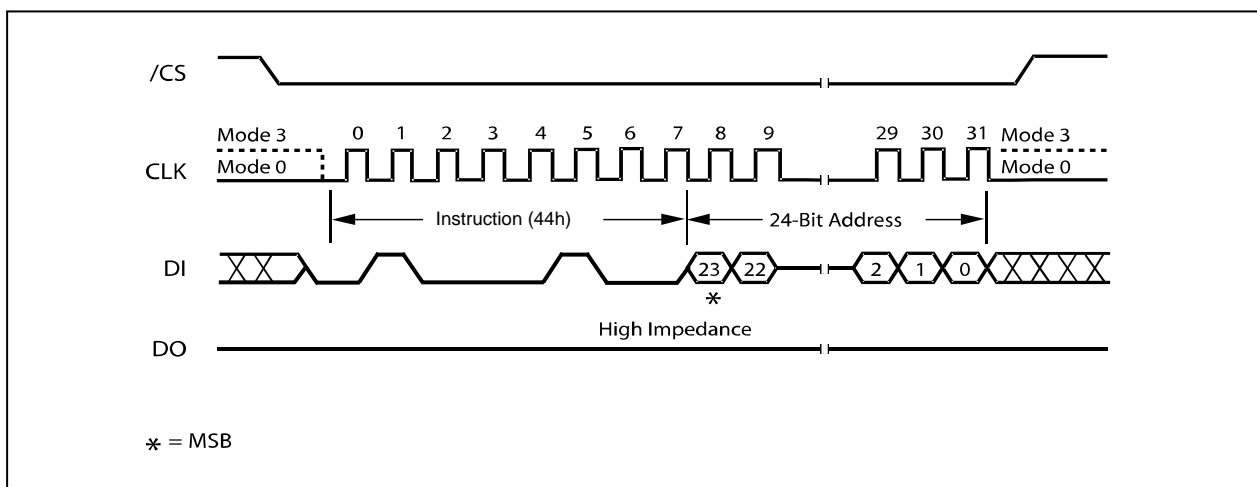 /CS
Mode 3 0 1 2 3 4 5 6 7 8 9 29 30 31 Mode 3
CLK Mode 0 Mode 0
Instruction (44h) 24-Bit Address
DI 23 22 2 1 0
*
High Impedance
DO
* = MSB